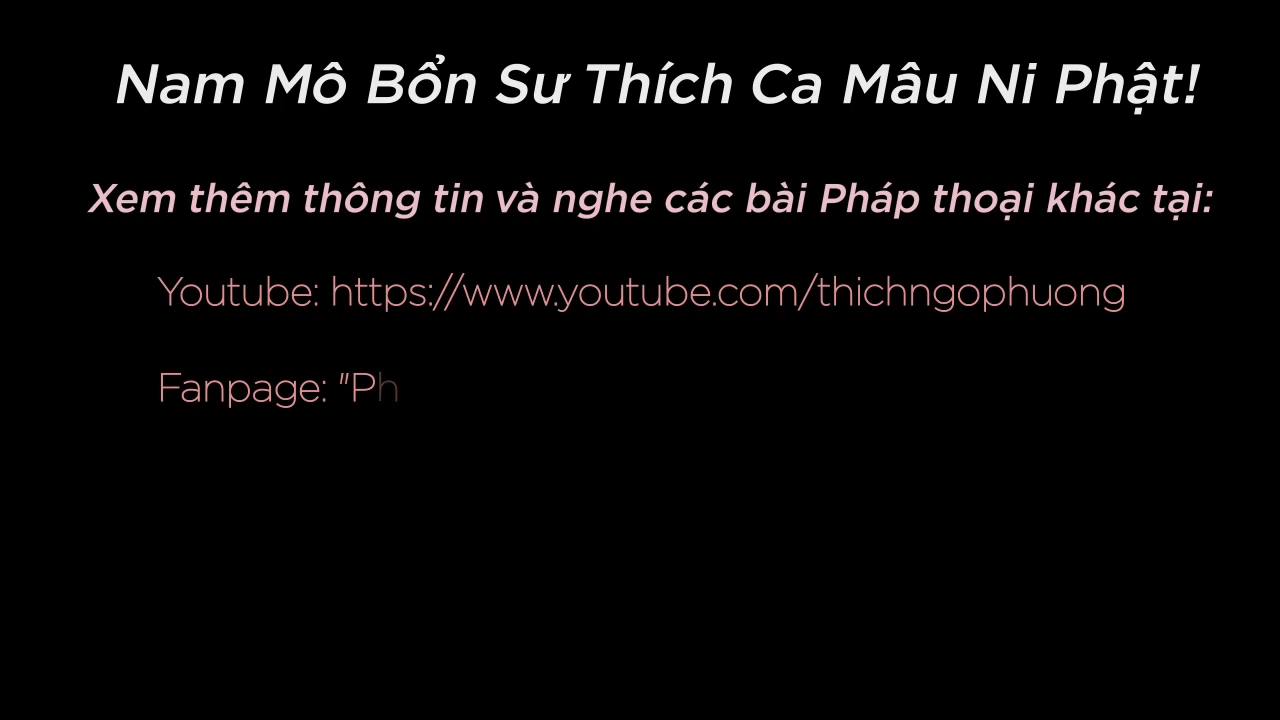 Nam Mô Bổn Sư Thích Ca Mâu Ni Phật!
Xem thêm thông tin và nghe các bài Pháp thoại khác tại:
Youtube: https://www.youtube.com/thichngophuong
Fanpage: "Ph